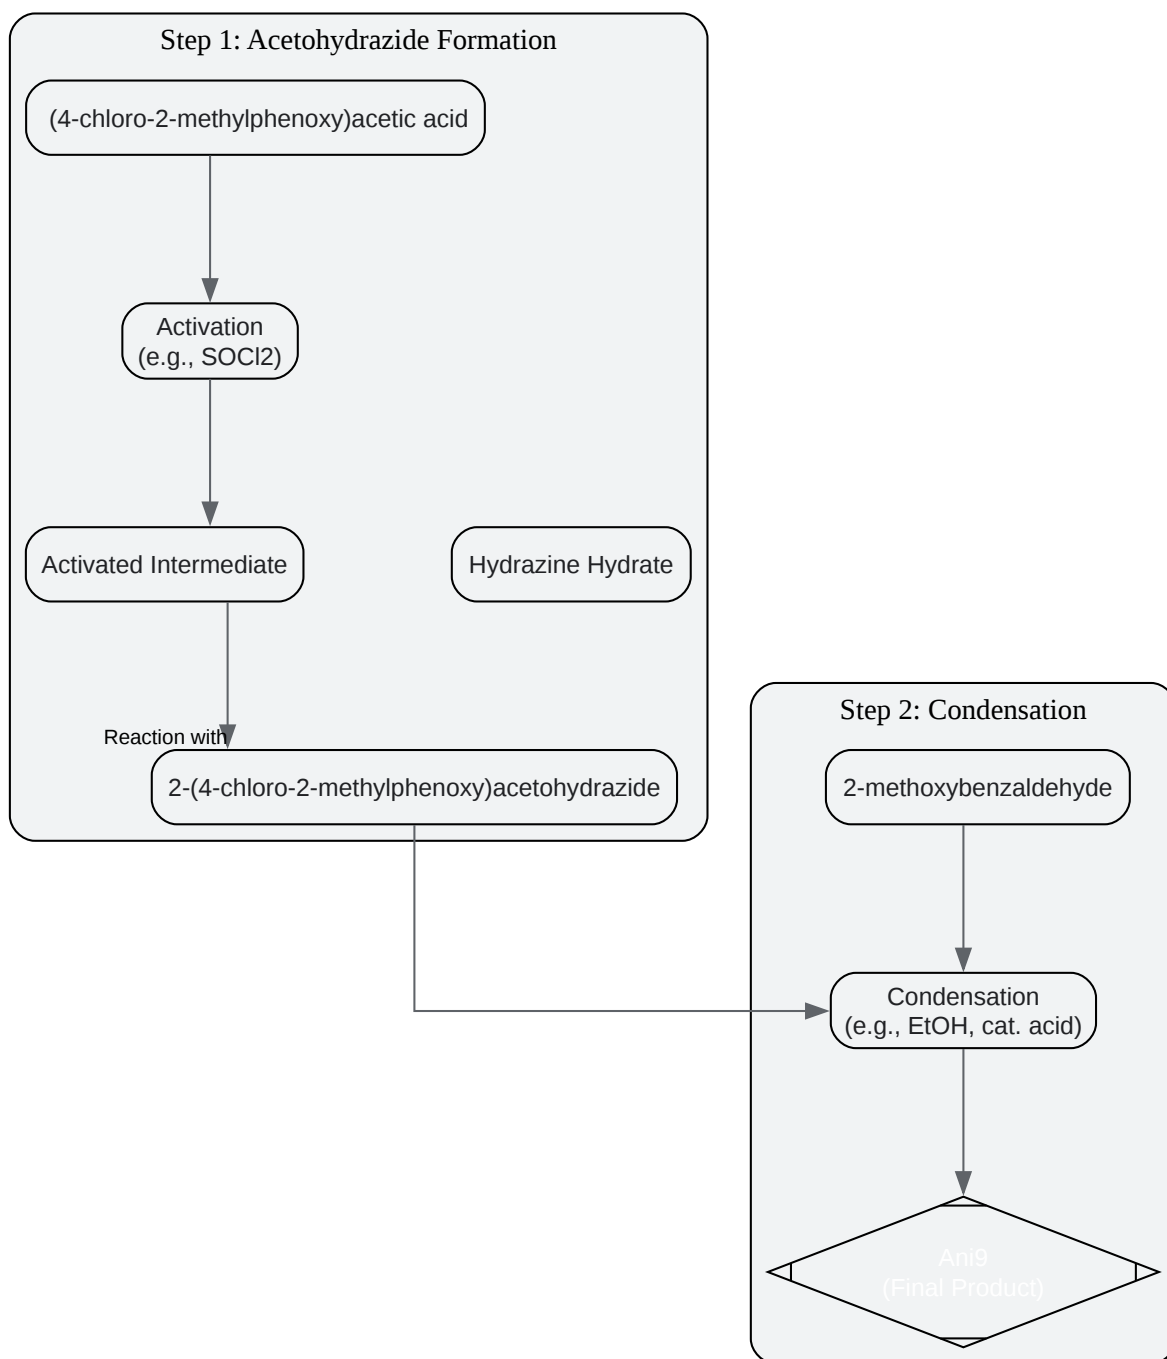 Step 1: Acetohydrazide Formation
(4-chloro-2-methylphenoxy)acetic acid
Activation
(e.g., SOCl2)
Activated Intermediate
Hydrazine Hydrate
Reaction with
2-(4-chloro-2-methylphenoxy)acetohydrazide
Step 2: Condensation
2-methoxybenzaldehyde
Condensation
(e.g., EtOH, cat. acid)
Ani9
(Final Product)